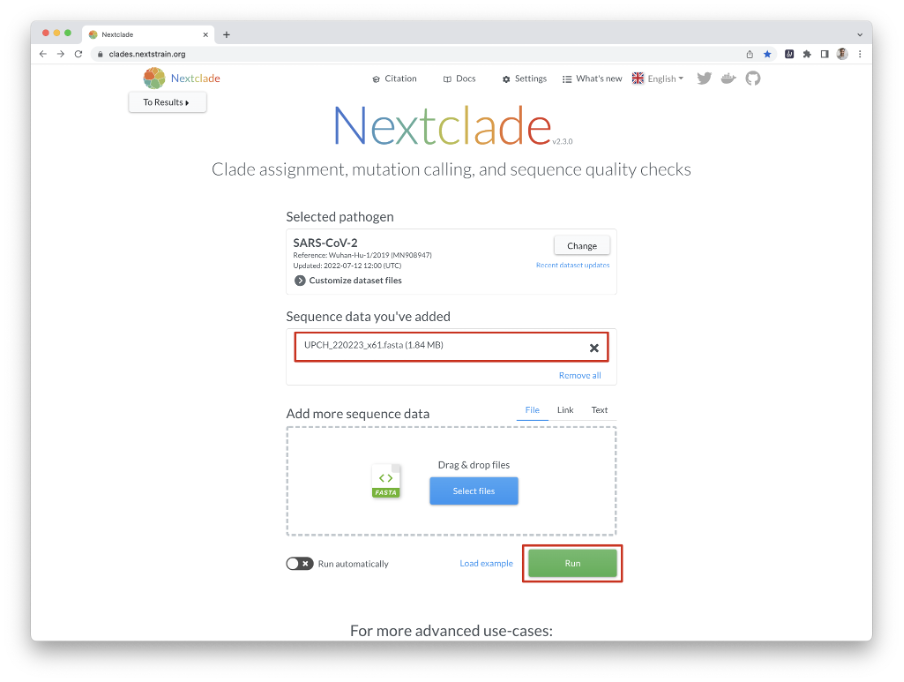 Nextclade
clades.nextstrain.org
Nextclade
Citation
Docs
Settings
What's new
English
To Results
Nextclade v2.3.0
Clade assignment, mutation calling, and sequence quality checks
Selected pathogen
SARS-CoV-2
Change
Reference: Wuhan-Hu-1/2019 (MN908947)
Updated: 2022-07-12 12:00 (UTC)
Recent dataset updates
Customize dataset files
Sequence data you've added
UPCH_220223_x61.fasta (1.84 MB)
Remove all
Add more sequence data
File
Link
Text
Drag & drop files
FASTA
Select files
Run automatically
Load example
Run
For more advanced use-cases: